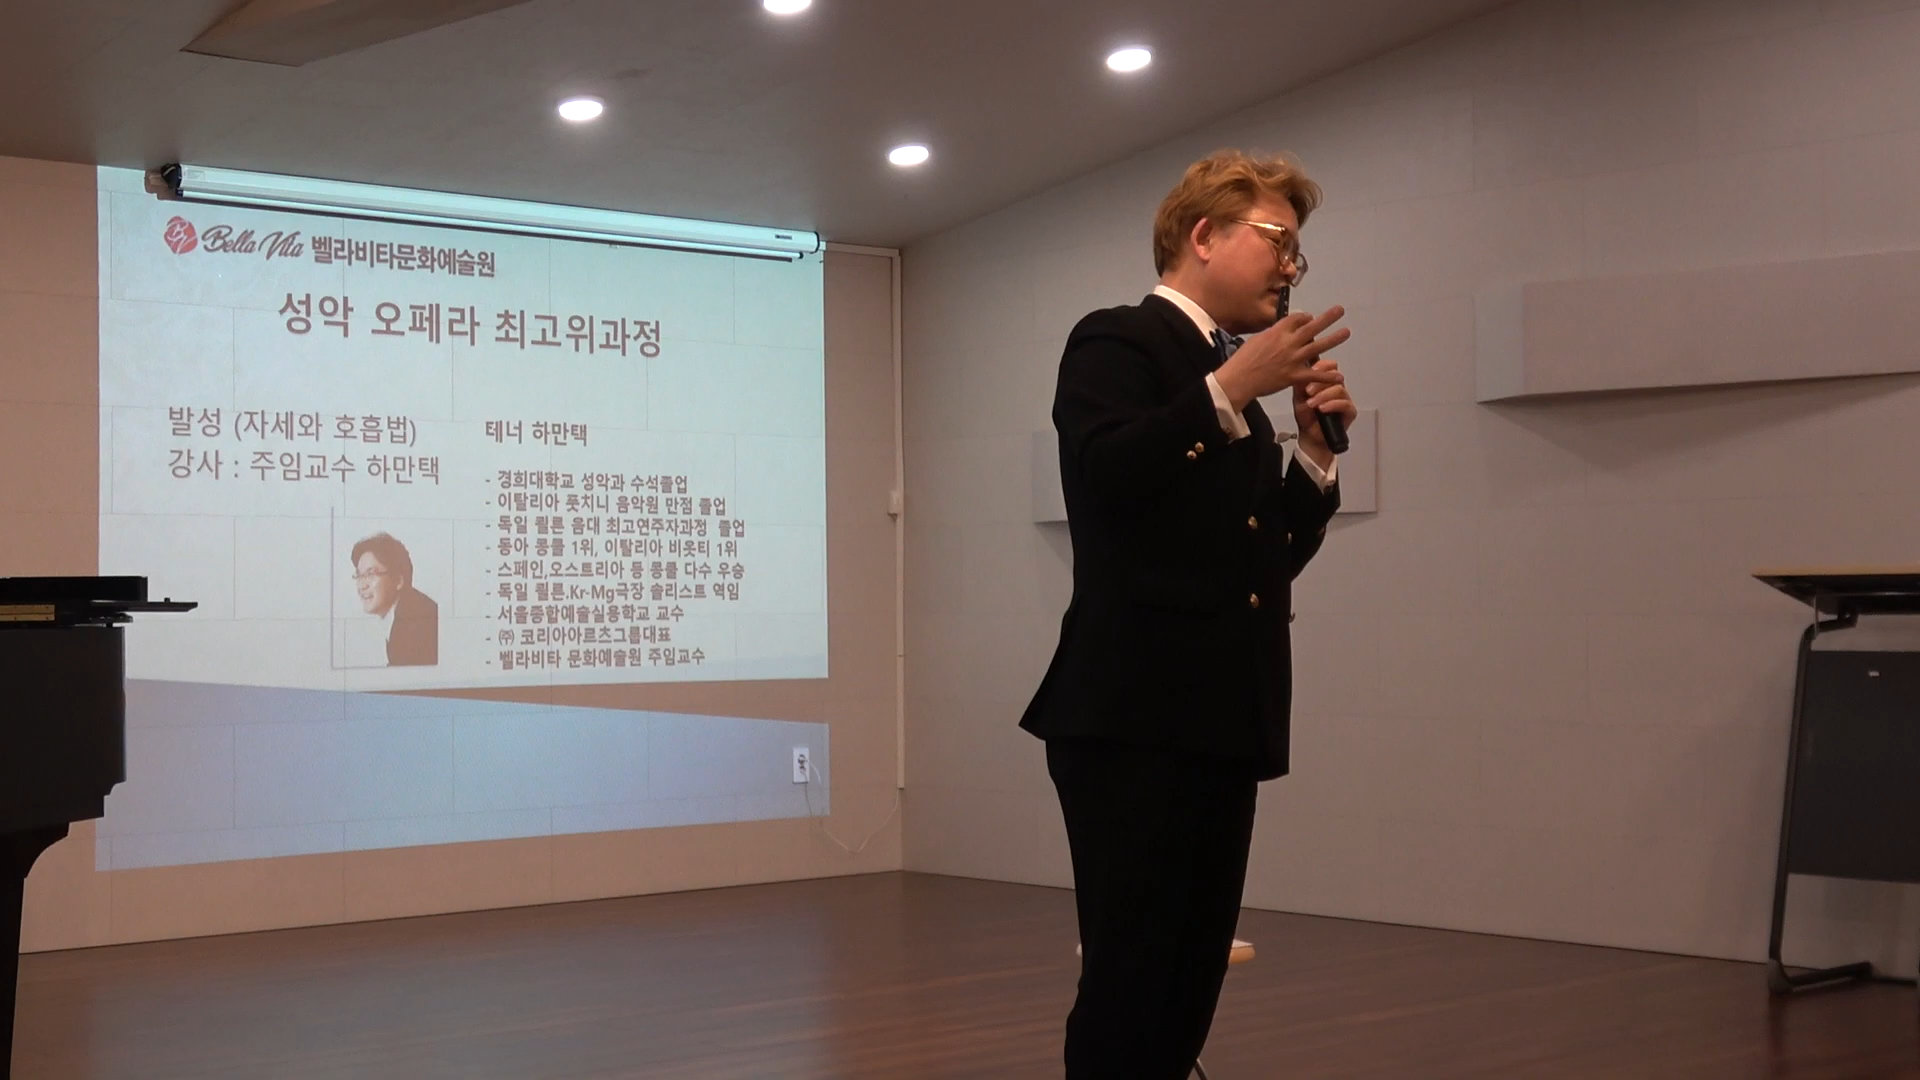 Bella Vita 벨라비타문화예술원
성악 오페라 최고위과정
발성 (자세와 호흡법)
강사 : 주임교수 하만택
테너 하만택
- 경희대학교 성악과 수석졸업
- 이탈리아 풋치니 음악원 만점 졸업
- 독일 퀼른 음대 최고연주자과정 졸업
- 동아 콩쿨 1위, 이탈리아 비옷티 1위
- 스페인,오스트리아 등 콩쿨 다수 우승
- 독일 퀼른.Kr-Mg극장 솔리스트 역임
- 서울종합예술실용학교 교수
- ㈜ 코리아아르츠그룹대표
- 벨라비타 문화예술원 주임교수